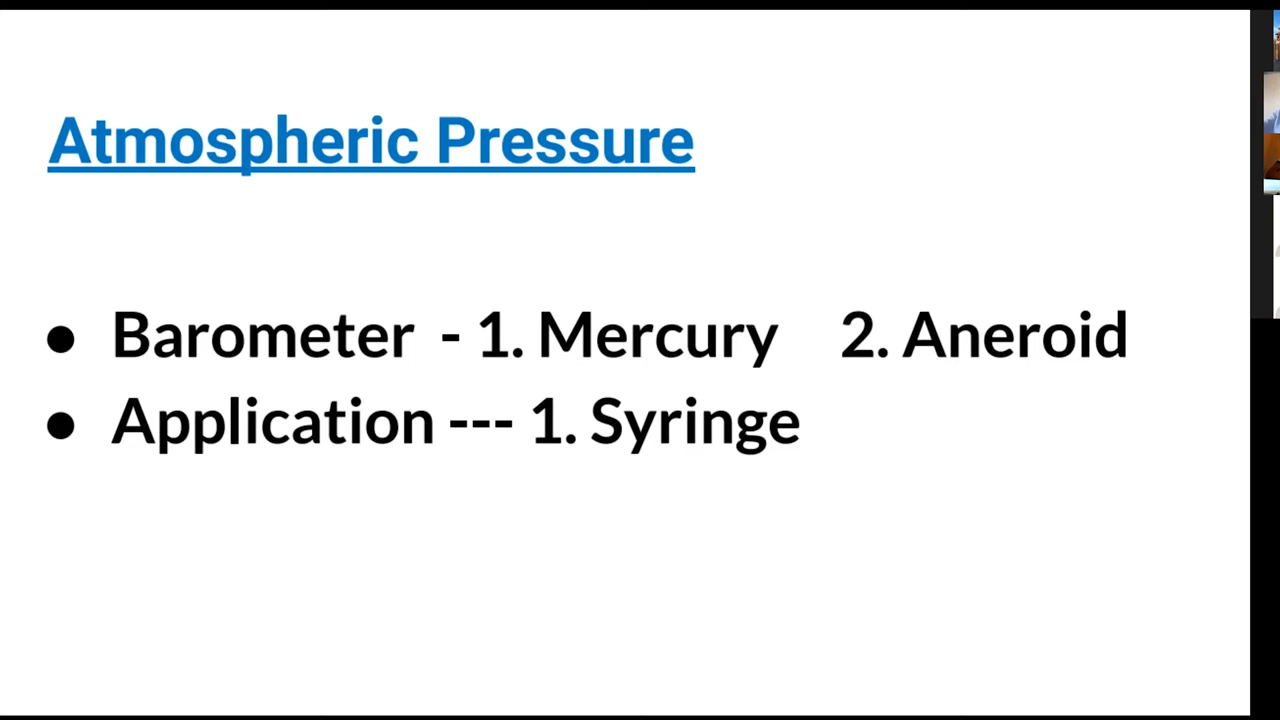 Atmospheric Pressure
● Barometer - 1. Mercury 2. Aneroid
● Application --- 1. Syringe